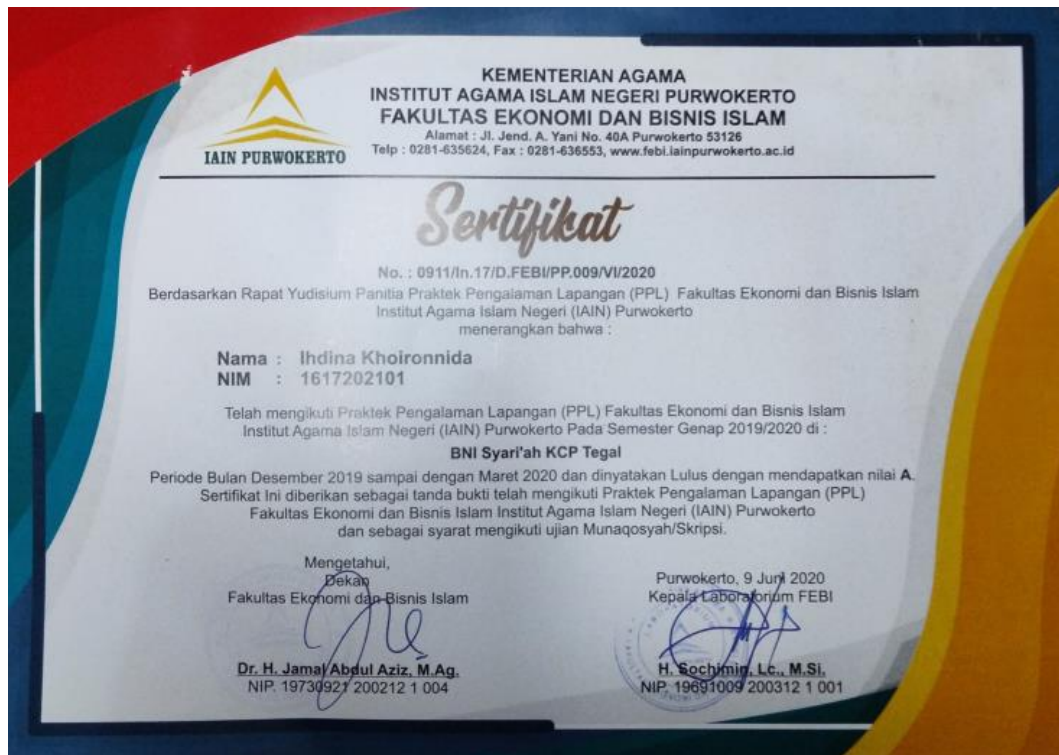 KEMENTERIAN AGAMA
INSTITUT AGAMA ISLAM NEGERI PURWOKERTO
FAKULTAS EKONOMI DAN BISNIS ISLAM
Alamat : Jl. Jend. A. Yani No. 40A Purwokerto 53126
Telp : 0281-635624, Fax : 0281-636553, www.febi.iainpurwokerto.ac.id
IAIN PURWOKERTO
Sertifikat
No. : 0911/In.17/D.FEBI/PP.009/VI/2020
Berdasarkan Rapat Yudisium Panitia Praktek Pengalaman Lapangan (PPL) Fakultas Ekonomi dan Bisnis Islam
Institut Agama Islam Negeri (IAIN) Purwokerto
menerangkan bahwa :
Nama : Ihdina Khoironnida
NIM : 1617202101
Telah mengikuti Praktek Pengalaman Lapangan (PPL) Fakultas Ekonomi dan Bisnis Islam
Institut Agama Islam Negeri (IAIN) Purwokerto Pada Semester Genap 2019/2020 di :
BNI Syari'ah KCP Tegal
Periode Bulan Desember 2019 sampai dengan Maret 2020 dan dinyatakan Lulus dengan mendapatkan nilai A.
Sertifikat Ini diberikan sebagai tanda bukti telah mengikuti Praktek Pengalaman Lapangan (PPL)
Fakultas Ekonomi dan Bisnis Islam Institut Agama Islam Negeri (IAIN) Purwokerto
dan sebagai syarat mengikuti ujian Munaqosyah/Skripsi.
Mengetahui,
Dekan
Fakultas Ekonomi dan Bisnis Islam
Dr. H. Jamal Abdul Aziz, M.Ag.
NIP. 19730921 200212 1 004
Purwokerto, 9 Juni 2020
Kepala Laboratorium FEBI
H. Sochimin, Lc., M.Si.
NIP. 19691009 200312 1 001